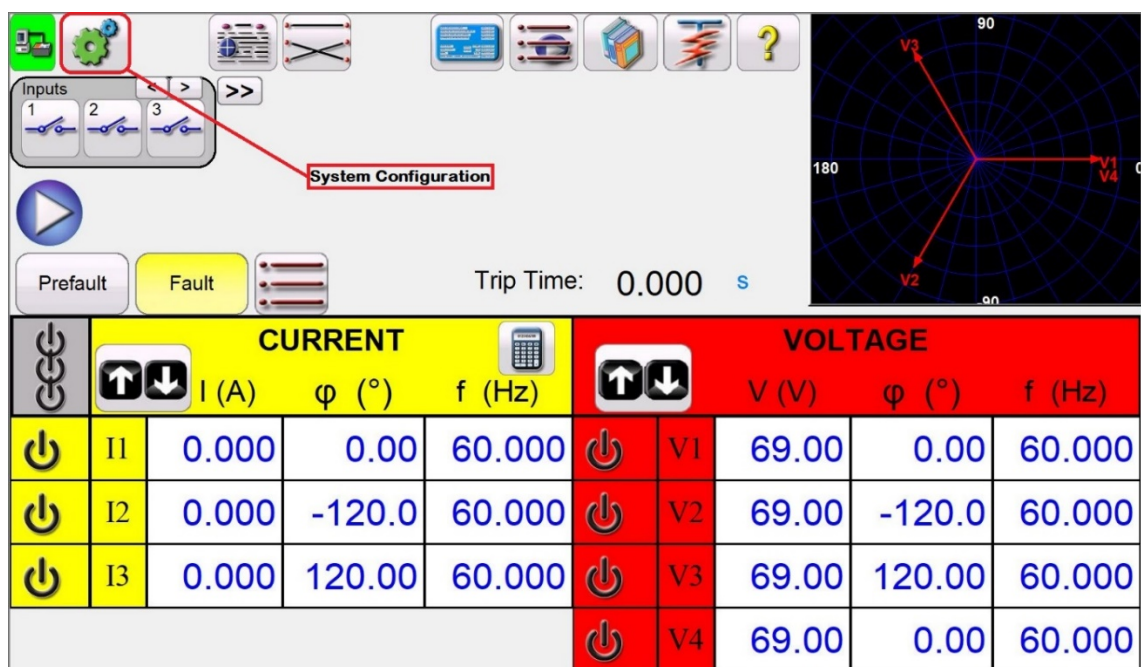 ?
90
V3
Inputs
< >
>>
1 2 3
180
V1
V4
0
System Configuration
Prefault
Fault
Trip Time: 0.000 s
V2
-90
CURRENT
VOLTAGE
I (A) φ (°) f (Hz)
V (V) φ (°) f (Hz)
I1 0.000 0.00 60.000 V1 69.00 0.00 60.000
I2 0.000 -120.0 60.000 V2 69.00 -120.0 60.000
I3 0.000 120.00 60.000 V3 69.00 120.00 60.000
V4 69.00 0.00 60.000